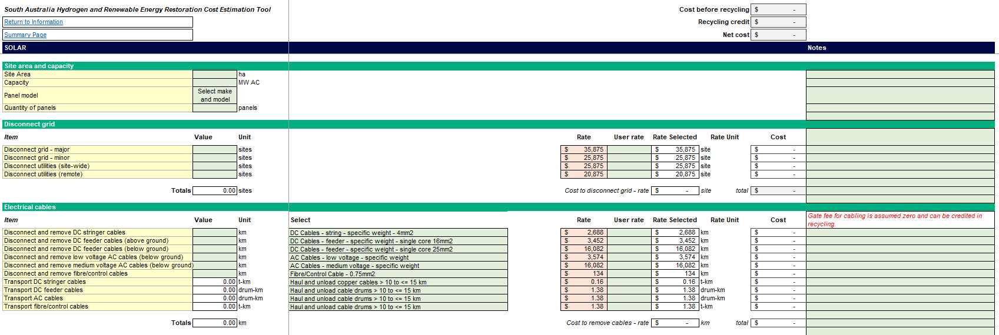 South Australia Hydrogen and Renewable Energy Restoration Cost Estimation Tool Cost before recycling $ -
Return to Information Recycling credit $ -
Summary Page Net cost $ -
SOLAR Notes
Site area and capacity
Site Area ha
Capacity MW AC
Panel model Select make and model
Quantity of panels panels
Disconnect grid
Item Value Unit Rate User rate Rate Selected Rate Unit Cost
Disconnect grid - major sites $ 35,875 $ 35,875 site $ -
Disconnect grid - minor sites $ 25,875 $ 25,875 site $ -
Disconnect utilities (site-wide) sites $ 25,875 $ 25,875 site $ -
Disconnect utilities (remote) sites $ 20,875 $ 20,875 site $ -
Totals 0.00 sites Cost to disconnect grid - rate $ - site total $ -
Electrical cables
Item Value Unit Select Rate User rate Rate Selected Rate Unit Cost Gate fee for cabling is assumed zero and can be credited in recycling.
Disconnect and remove DC stringer cables km DC Cables - string - specific weight - 4mm2 $ 2,688 $ 2,688 km $ -
Disconnect and remove DC feeder cables (above ground) km DC Cables - feeder - specific weight - single core 16mm2 $ 3,452 $ 3,452 km $ -
Disconnect and remove DC feeder cables (below ground) km DC Cables - feeder - specific weight - single core 25mm2 $ 16,082 $ 16,082 km $ -
Disconnect and remove low voltage AC cables (below ground) km AC Cables - low voltage - specific weight $ 3,574 $ 3,574 km $ -
Disconnect and remove medium voltage AC cables (below ground) km AC Cables - medium voltage - specific weight $ 16,082 $ 16,082 km $ -
Disconnect and remove fibre/control cables km Fibre/Control Cable - 0.75mm2 $ 134 $ 134 km $ -
Transport DC stringer cables 0.00 t-km Haul and unload copper cables > 10 to <= 15 km $ 0.16 $ 0.16 t-km $ -
Transport DC feeder cables 0.00 drum-km Haul and unload cable drums > 10 to <= 15 km $ 1.38 $ 1.38 drum-km $ -
Transport AC cables 0.00 drum-km Haul and unload cable drums > 10 to <= 15 km $ 1.38 $ 1.38 drum-km $ -
Transport fibre/control cables 0.00 t-km Haul and unload cable drums > 10 to <= 15 km $ 1.38 $ 1.38 t-km $ -
Totals 0.00 km Cost to remove cables - rate $ - km total $ -